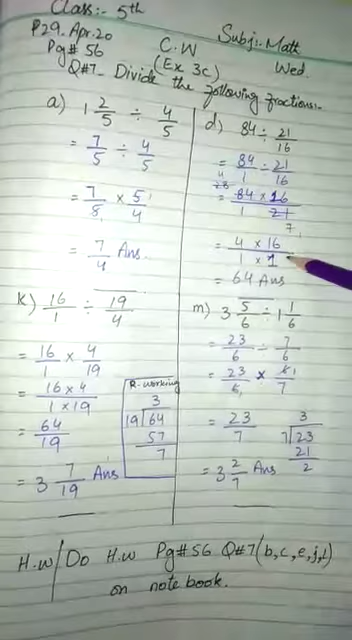 Class:- 5th
Subj:- Math
P29_Apr.20
Wed.
Pg# 56
C.W
(Ex 3c)
Q#7_ Divide the following fractions:-
a) 1 2/5 ÷ 4/5
= 7/5 ÷ 4/5
= 7/5 × 5/4
= 7/4 Ans.
d) 84 ÷ 21/16
= 84/1 ÷ 21/16
4
28
= 84 × 16 / 1 21
7
1
= 4 × 16 / 1 × 1
= 64 Ans
k) 16/1 ÷ 19/4
= 16/1 × 4/19
= 16 × 4 / 1 × 19
= 64/19
= 3 7/19 Ans
R-working
3
19 64
57
7
m) 3 5/6 ÷ 1 1/6
= 23/6 ÷ 7/6
= 23/6 × 6/7
= 23/7
3
7 23
21
2
= 3 2/7 Ans
H.W/ Do H.W Pg# 56 Q#7 (b,c,e,j,l)
on note book.